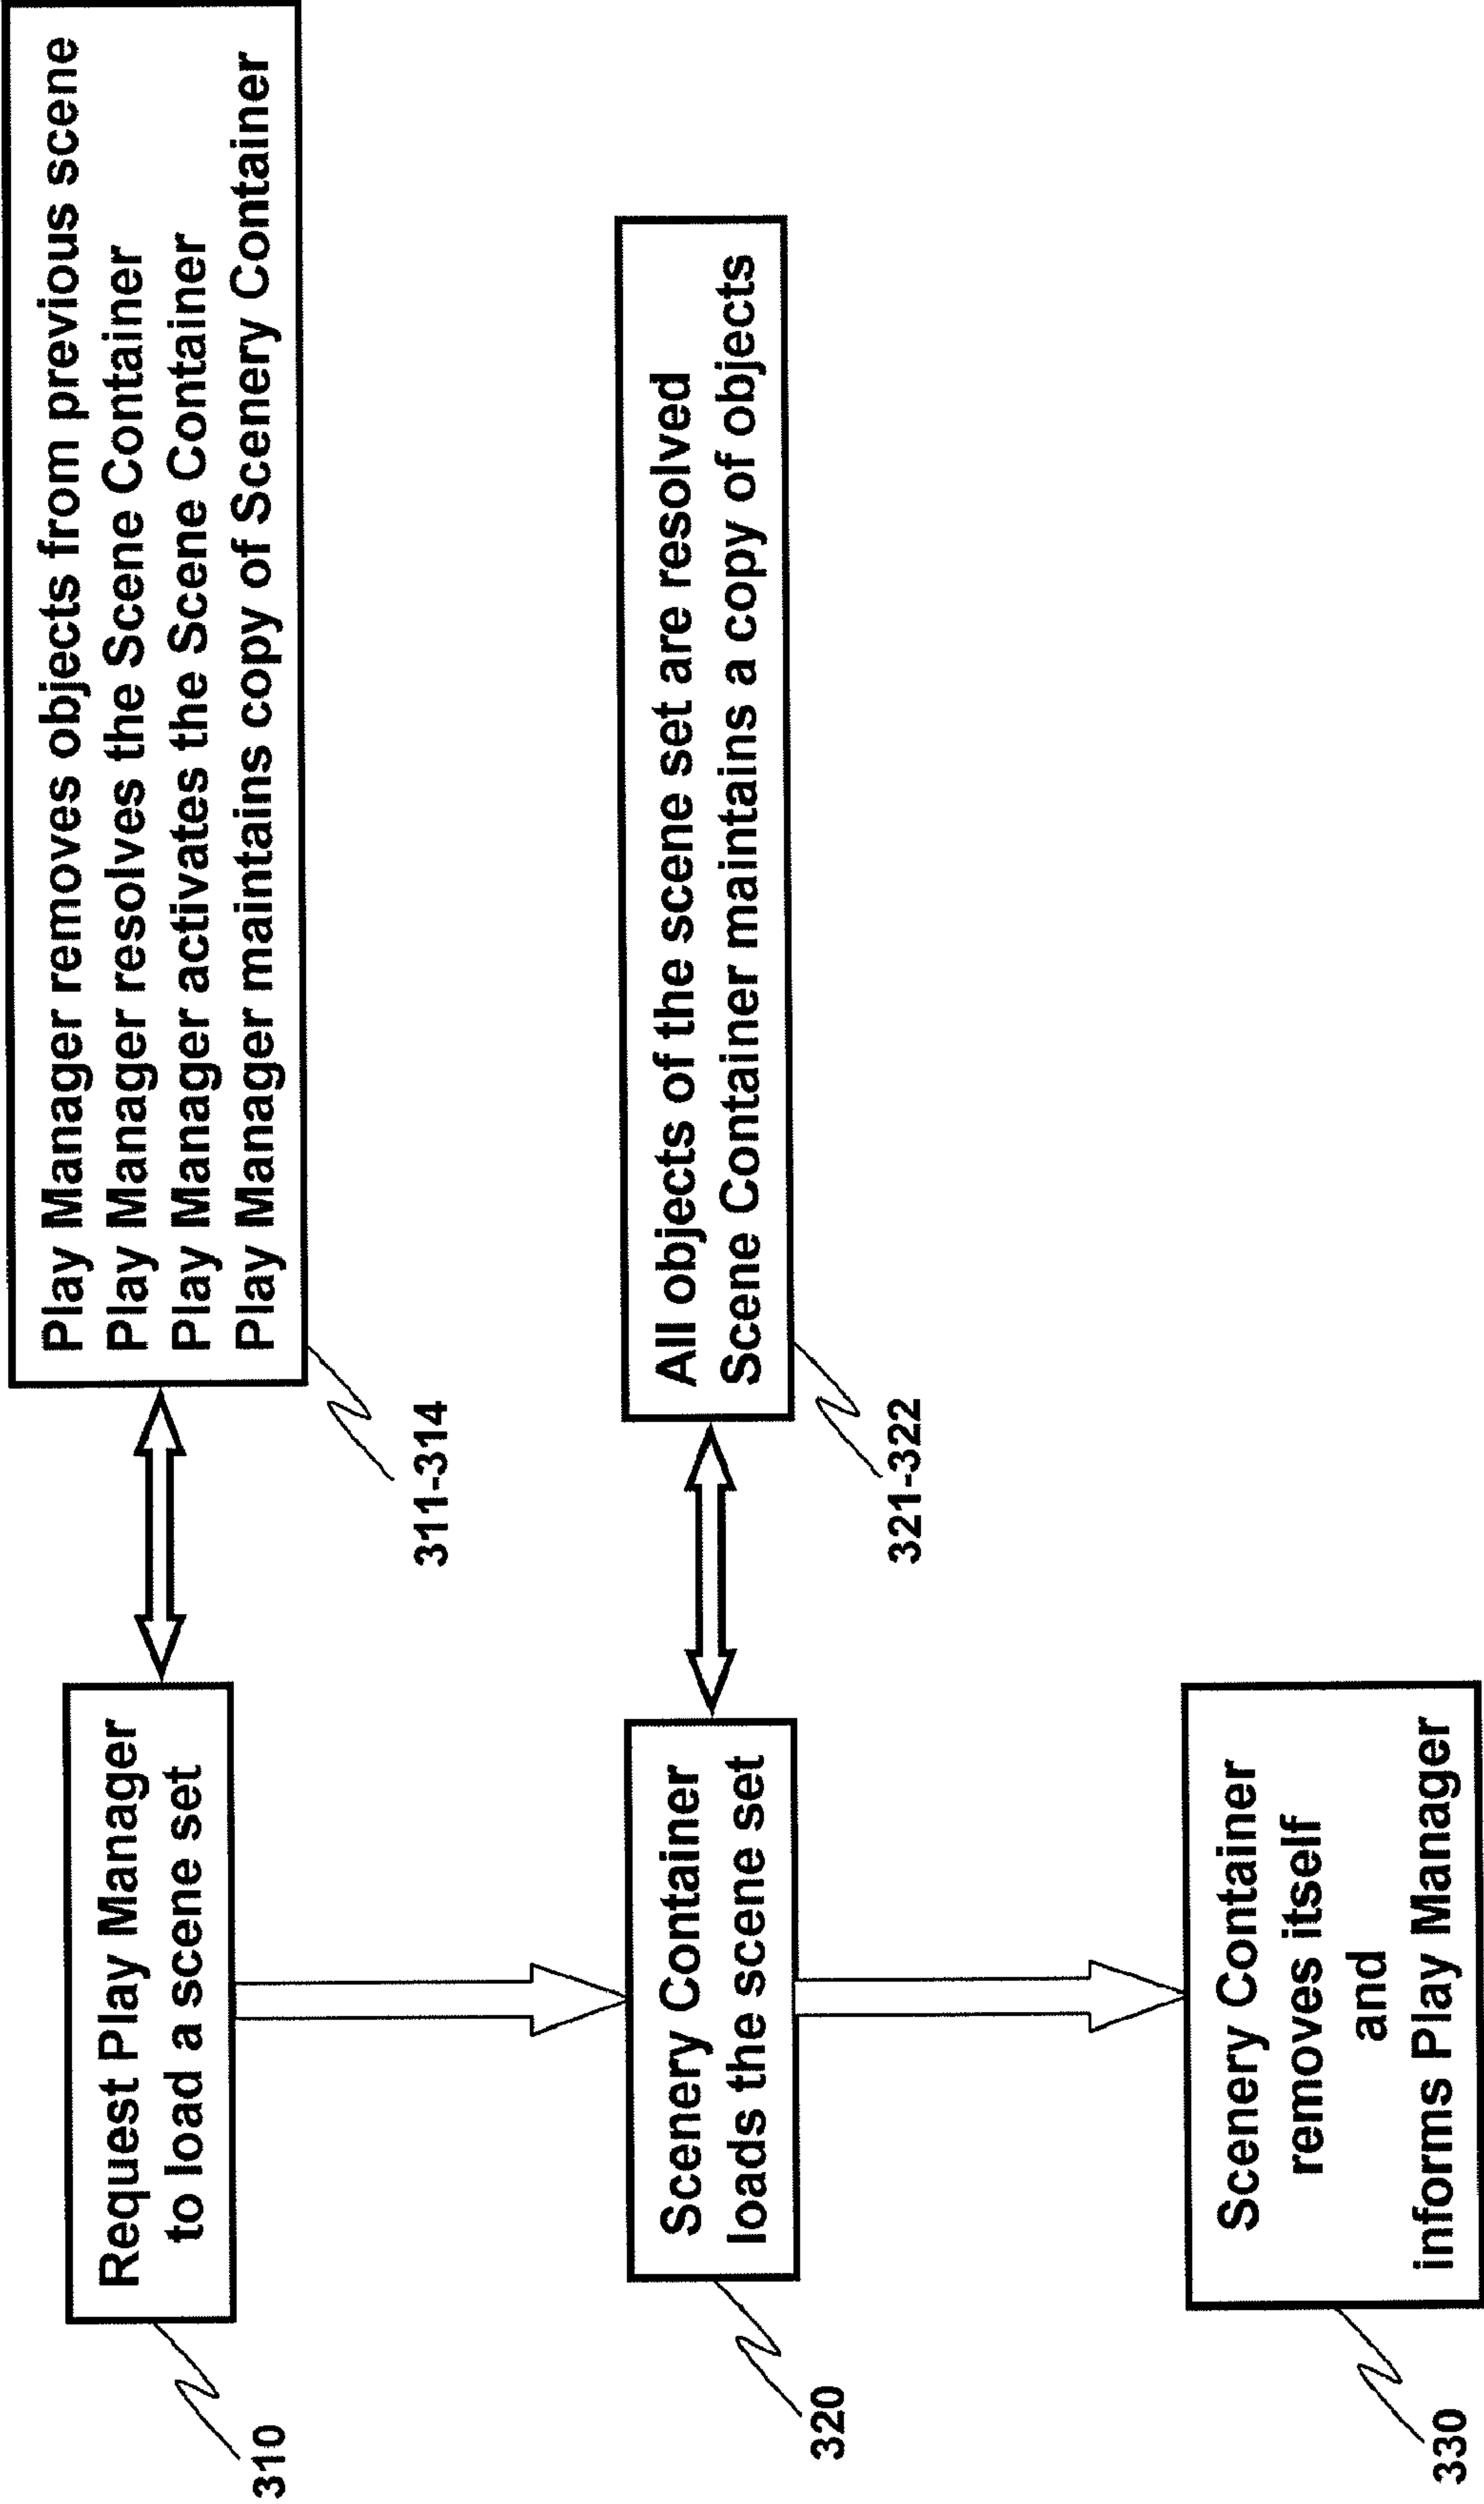 Request Play Manager
to load a scene set
310
Play Manager removes objects from previous scene
Play Manager resolves the Scene Container
Play Manager activates the Scene Container
Play Manager maintains copy of Scenery Container
311-314
Scenery Container
loads the scene set
320
All objects of the scene set are resolved
Scene Container maintains a copy of objects
321-322
Scenery Container
removes itself
and
informs Play Manager
330